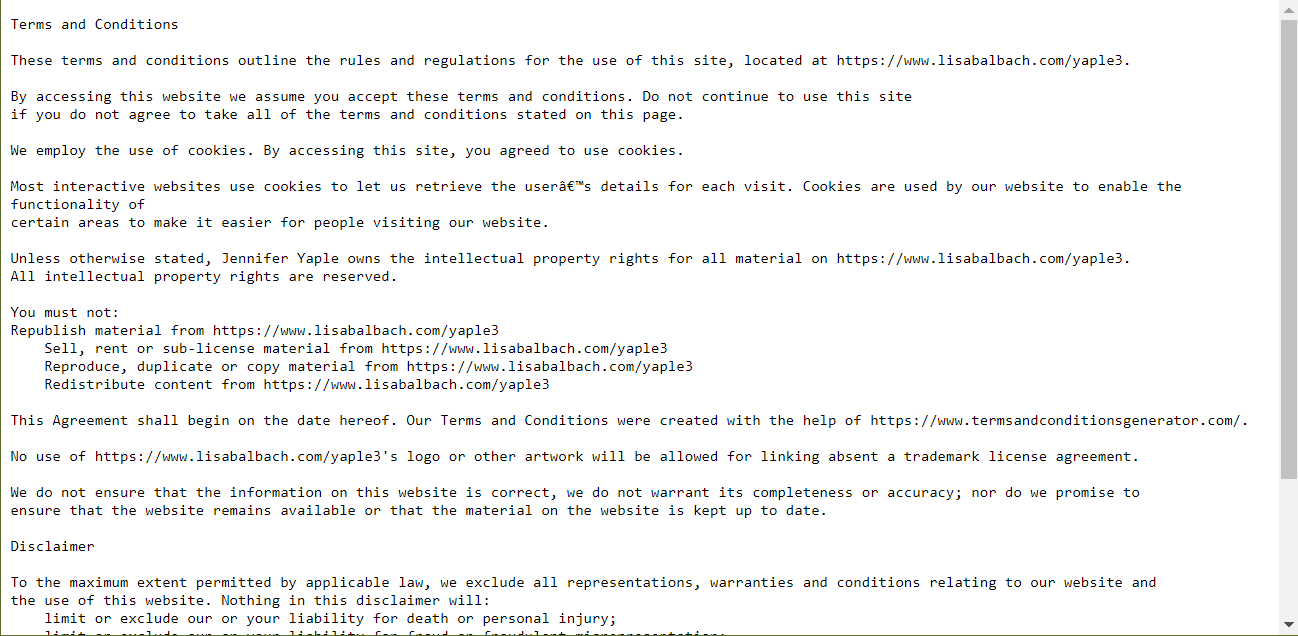 Terms and Conditions
These terms and conditions outline the rules and regulations for the use of this site, located at https://www.lisabalbach.com/yaple3.
By accessing this website we assume you accept these terms and conditions. Do not continue to use this site
if you do not agree to take all of the terms and conditions stated on this page.
We employ the use of cookies. By accessing this site, you agreed to use cookies.
Most interactive websites use cookies to let us retrieve the userâ€™s details for each visit. Cookies are used by our website to enable the
functionality of
certain areas to make it easier for people visiting our website.
Unless otherwise stated, Jennifer Yaple owns the intellectual property rights for all material on https://www.lisabalbach.com/yaple3.
All intellectual property rights are reserved.
You must not:
Republish material from https://www.lisabalbach.com/yaple3
Sell, rent or sub-license material from https://www.lisabalbach.com/yaple3
Reproduce, duplicate or copy material from https://www.lisabalbach.com/yaple3
Redistribute content from https://www.lisabalbach.com/yaple3
This Agreement shall begin on the date hereof. Our Terms and Conditions were created with the help of https://www.termsandconditionsgenerator.com/.
No use of https://www.lisabalbach.com/yaple3's logo or other artwork will be allowed for linking absent a trademark license agreement.
We do not ensure that the information on this website is correct, we do not warrant its completeness or accuracy; nor do we promise to
ensure that the website remains available or that the material on the website is kept up to date.
Disclaimer
To the maximum extent permitted by applicable law, we exclude all representations, warranties and conditions relating to our website and
the use of this website. Nothing in this disclaimer will:
limit or exclude our or your liability for death or personal injury;
limit or exclude our or your liability for fraud or fraudulent misrepresentation;